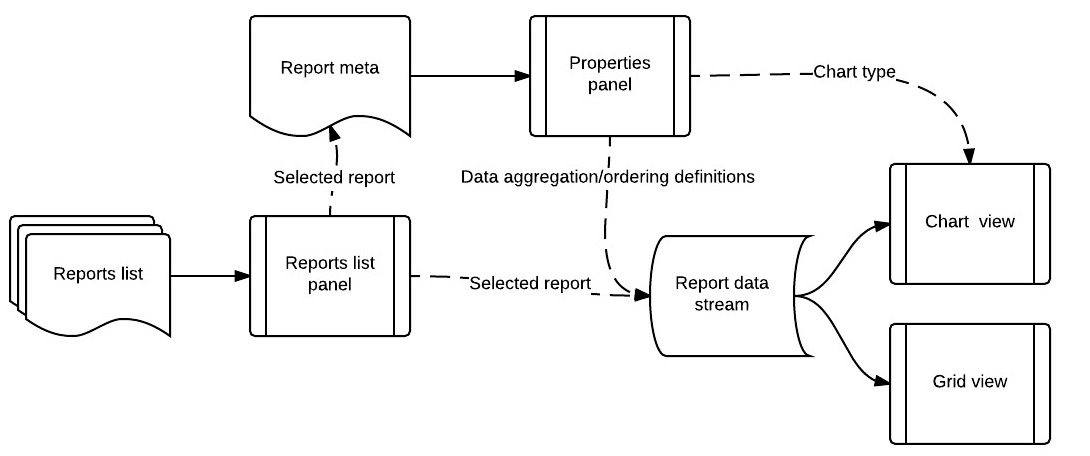 Report meta
Properties
panel
Chart type
Selected report
Data aggregation/ordering definitions
Chart view
Reports list
Reports list
panel
Selected report
Report data
stream
Grid view